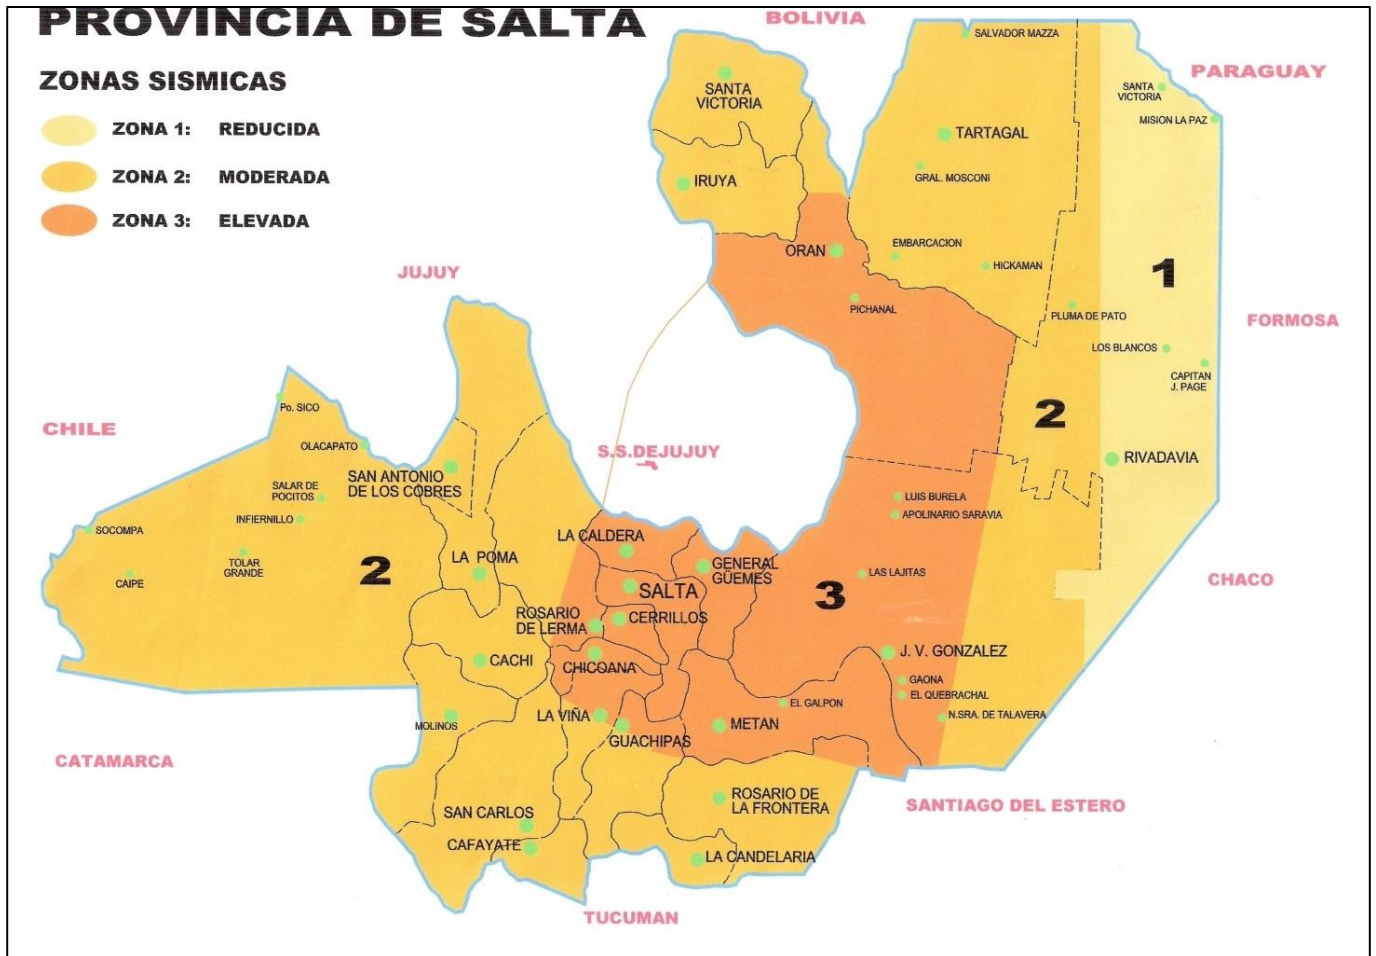 PROVINCIA DE SALTA
ZONAS SISMICAS
ZONA 1: REDUCIDA
ZONA 2: MODERADA
ZONA 3: ELEVADA
BOLIVIA
PARAGUAY
JUJUY
FORMOSA
CHILE
S.S.DEJUJUY
CHACO
CATAMARCA
SANTIAGO DEL ESTERO
TUCUMAN
SALVADOR MAZZA
SANTA
VICTORIA
SANTA
VICTORIA
MISION LA PAZ
TARTAGAL
GRAL. MOSCONI
IRUYA
ORAN
EMBARCACION
HICKAMAN
1
PICHANAL
PLUMA DE PATO
LOS BLANCOS
CAPITAN
J. PAGE
2
Po. SICO
OLACAPATO
SAN ANTONIO
DE LOS COBRES
RIVADAVIA
SALAR DE
POCITOS
INFIERNILLO
LUIS BURELA
APOLINARIO SARAVIA
SOCOMPA
TOLAR
GRANDE
CAIPE
2
LA POMA
LA CALDERA
GENERAL
GÜEMES
SALTA
LAS LAJITAS
3
ROSARIO
DE LERMA
CERRILLOS
CACHI
CHICOANA
J. V. GONZALEZ
GAONA
EL QUEBRACHAL
MOLINOS
LA VIÑA
GUACHIPAS
METAN
EL GALPON
N.SRA. DE TALAVERA
ROSARIO DE
LA FRONTERA
SAN CARLOS
CAFAYATE
LA CANDELARIA